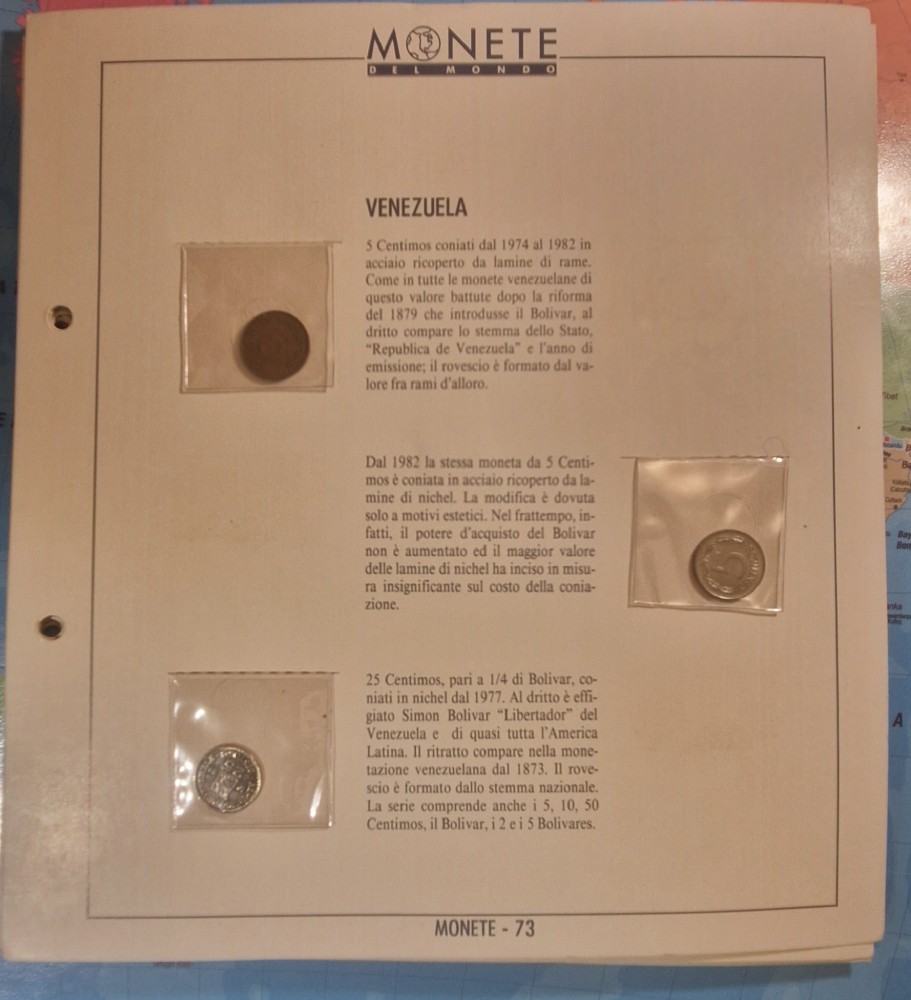 MONETE
DEL MONDO
VENEZUELA
5 Centimos coniati dal 1974 al 1982 in
acciaio ricoperto da lamine di rame.
Come in tutte le monete venezuelane di
questo valore battute dopo la riforma
del 1879 che introdusse il Bolivar, al
dritto compare lo stemma dello Stato,
“Republica de Venezuela” e l'anno di
emissione; il rovescio è formato dal va-
lore fra rami d'alloro.
Dal 1982 la stessa moneta da 5 Centi-
mos è coniata in acciaio ricoperto da la-
mine di nichel. La modifica è dovuta
solo a motivi estetici. Nel frattempo, in-
fatti, il potere d'acquisto del Bolivar
non è aumentato ed il maggior valore
delle lamine di nichel ha inciso in misu-
ra insignificante sul costo della conia-
zione.
5
25 Centimos, pari a 1/4 di Bolivar, co-
niati in nichel dal 1977. Al dritto è effi-
giato Simon Bolivar “Libertador” del
Venezuela e di quasi tutta l'America
Latina. Il ritratto compare nella mone-
tazione venezuelana dal 1873. Il rove-
scio è formato dallo stemma nazionale.
La serie comprende anche i 5, 10, 50
Centimos, il Bolivar, i 2 e i 5 Bolivares.
MONETE - 73